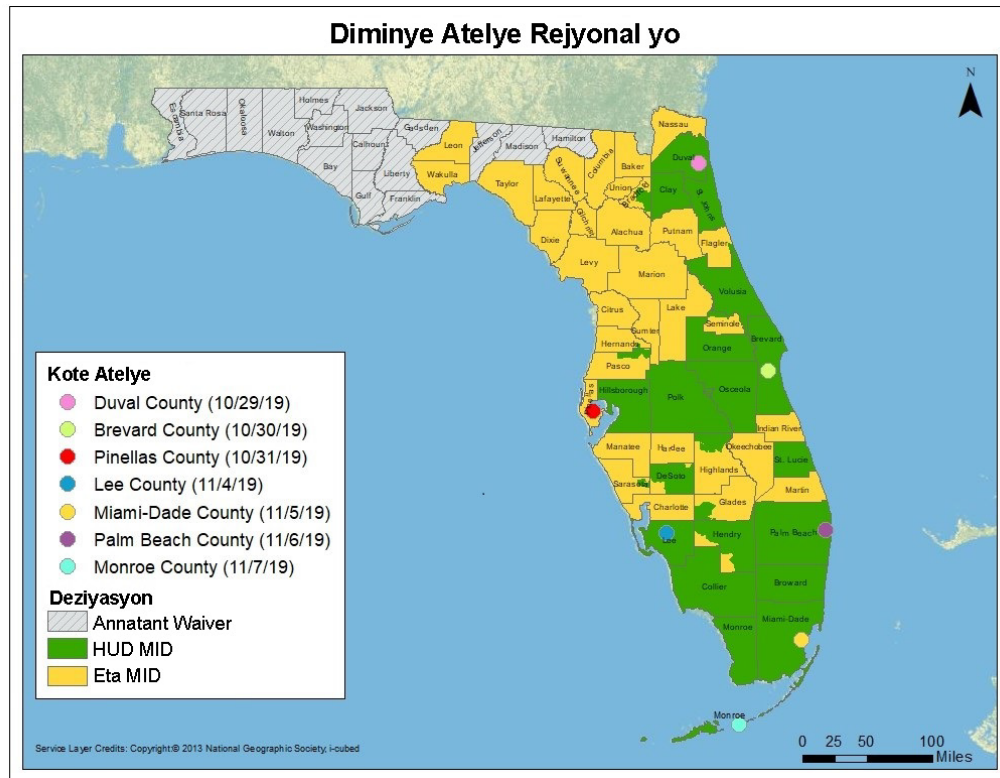 Diminye Atelye Rejyonal yo
N
Escambia
Santa Rosa
Okaloosa
Walton
Holmes
Washington
Bay
Jackson
Calhoun
Gulf
Liberty
Gadsden
Franklin
Leon
Wakulla
Jefferson
Madison
Hamilton
Taylor
Lafayette
Suwannee
Columbia
Baker
Union
Bradford
Nassau
Duval
Clay
St. Johns
Dixie
Gilchrist
Alachua
Putnam
Flagler
Levy
Marion
Volusia
Citrus
Sumter
Lake
Seminole
Hernando
Orange
Brevard
Pasco
Hillsborough
Polk
Osceola
Indian River
Manatee
Hardee
Okeechobee
Highlands
St. Lucie
DeSoto
Sarasota
Martin
Charlotte
Glades
Lee
Hendry
Palm Beach
Collier
Broward
Monroe
Miami-Dade
Monroe
Kote Atelye
Duval County (10/29/19)
Brevard County (10/30/19)
Pinellas County (10/31/19)
Lee County (11/4/19)
Miami-Dade County (11/5/19)
Palm Beach County (11/6/19)
Monroe County (11/7/19)
Deziyasyon
Annatant Waiver
HUD MID
Eta MID
Service Layer Credits: Copyright:© 2013 National Geographic Society, i-cubed
0 25 50 100
Miles